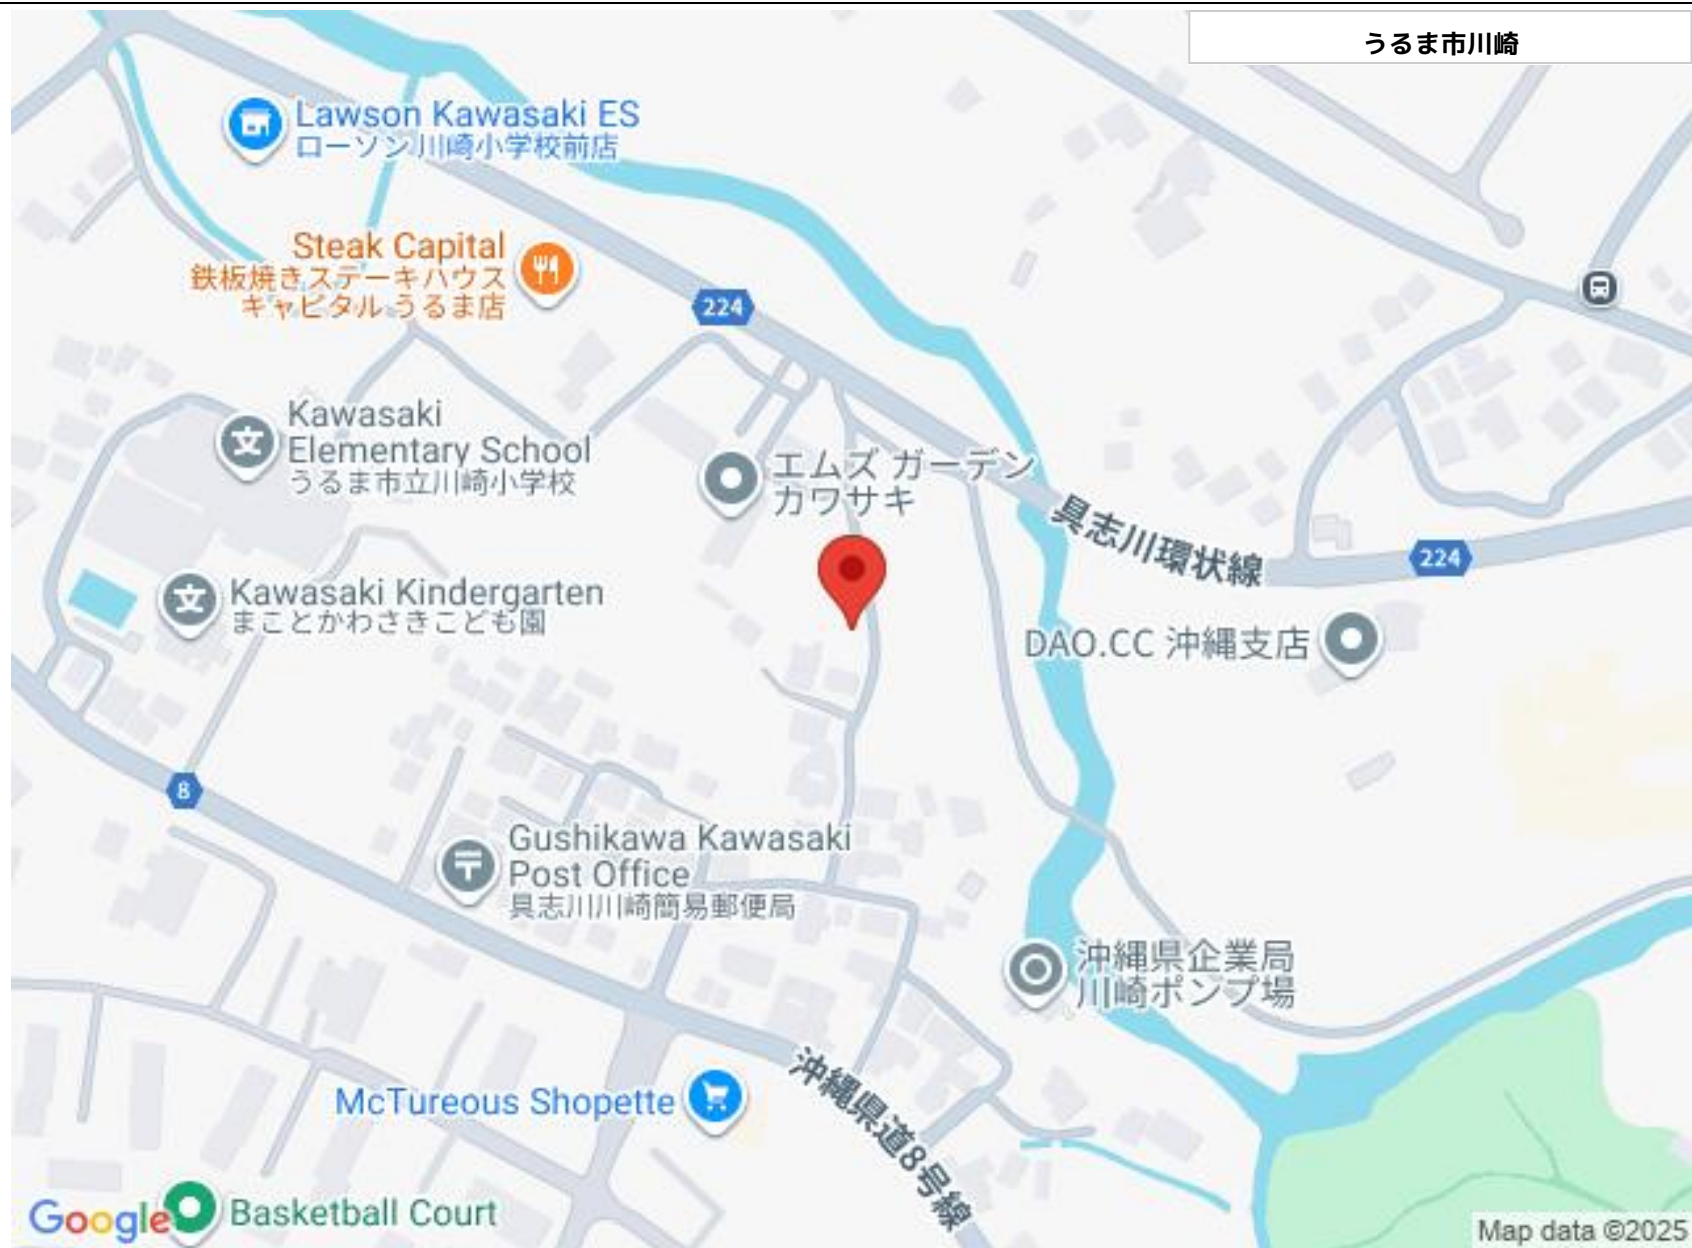 うるま市川崎
Lawson Kawasaki ES
ローソン川崎小学校前店
Steak Capital
鉄板焼きステーキハウス
キャピタル うるま店
224
Kawasaki
Elementary School
うるま市立川崎小学校
エムズ ガーデン
カワサキ
具志川環状線
224
Kawasaki Kindergarten
まことかわさきこども園
DAO.CC 沖縄支店
8
Gushikawa Kawasaki
Post Office
具志川川崎簡易郵便局
沖縄県企業局
川崎ポンプ場
McTureous Shopette
沖縄県道8号線
Basketball Court
Google
Map data ©2025